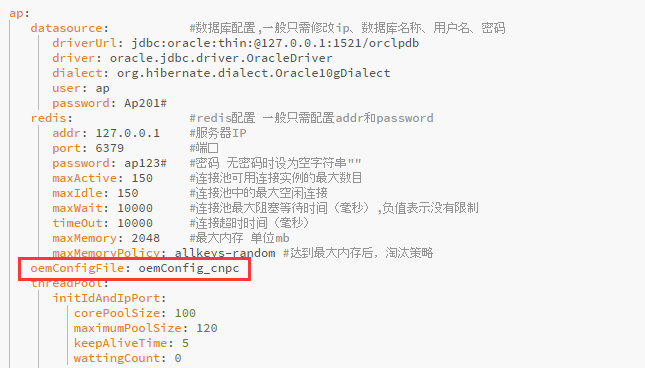 ap:
datasource: #数据库配置,一般只需修改ip、数据库名称、用户名、密码
driverUrl: jdbc:oracle:thin:@127.0.0.1:1521/orclpdb
driver: oracle.jdbc.driver.OracleDriver
dialect: org.hibernate.dialect.Oracle10gDialect
user: ap
password: Ap201#
redis: #redis配置 一般只需配置addr和password
addr: 127.0.0.1 #服务器IP
port: 6379 #端口
password: ap123# #密码 无密码时设为空字符串""
maxActive: 150 #连接池可用连接实例的最大数目
maxIdle: 150 #连接池中的最大空闲连接
maxWait: 10000 #连接池最大阻塞等待时间（毫秒）,负值表示没有限制
timeOut: 10000 #连接超时时间（毫秒）
maxMemory: 2048 #最大内存 单位mb
maxMemoryPolicy: allkeys-random #达到最大内存后，淘汰策略
oemConfigFile: oemConfig_cnpc
threadPool:
initIdAndIpPort:
corePoolSize: 100
maximumPoolSize: 120
keepAliveTime: 5
wattingCount: 0